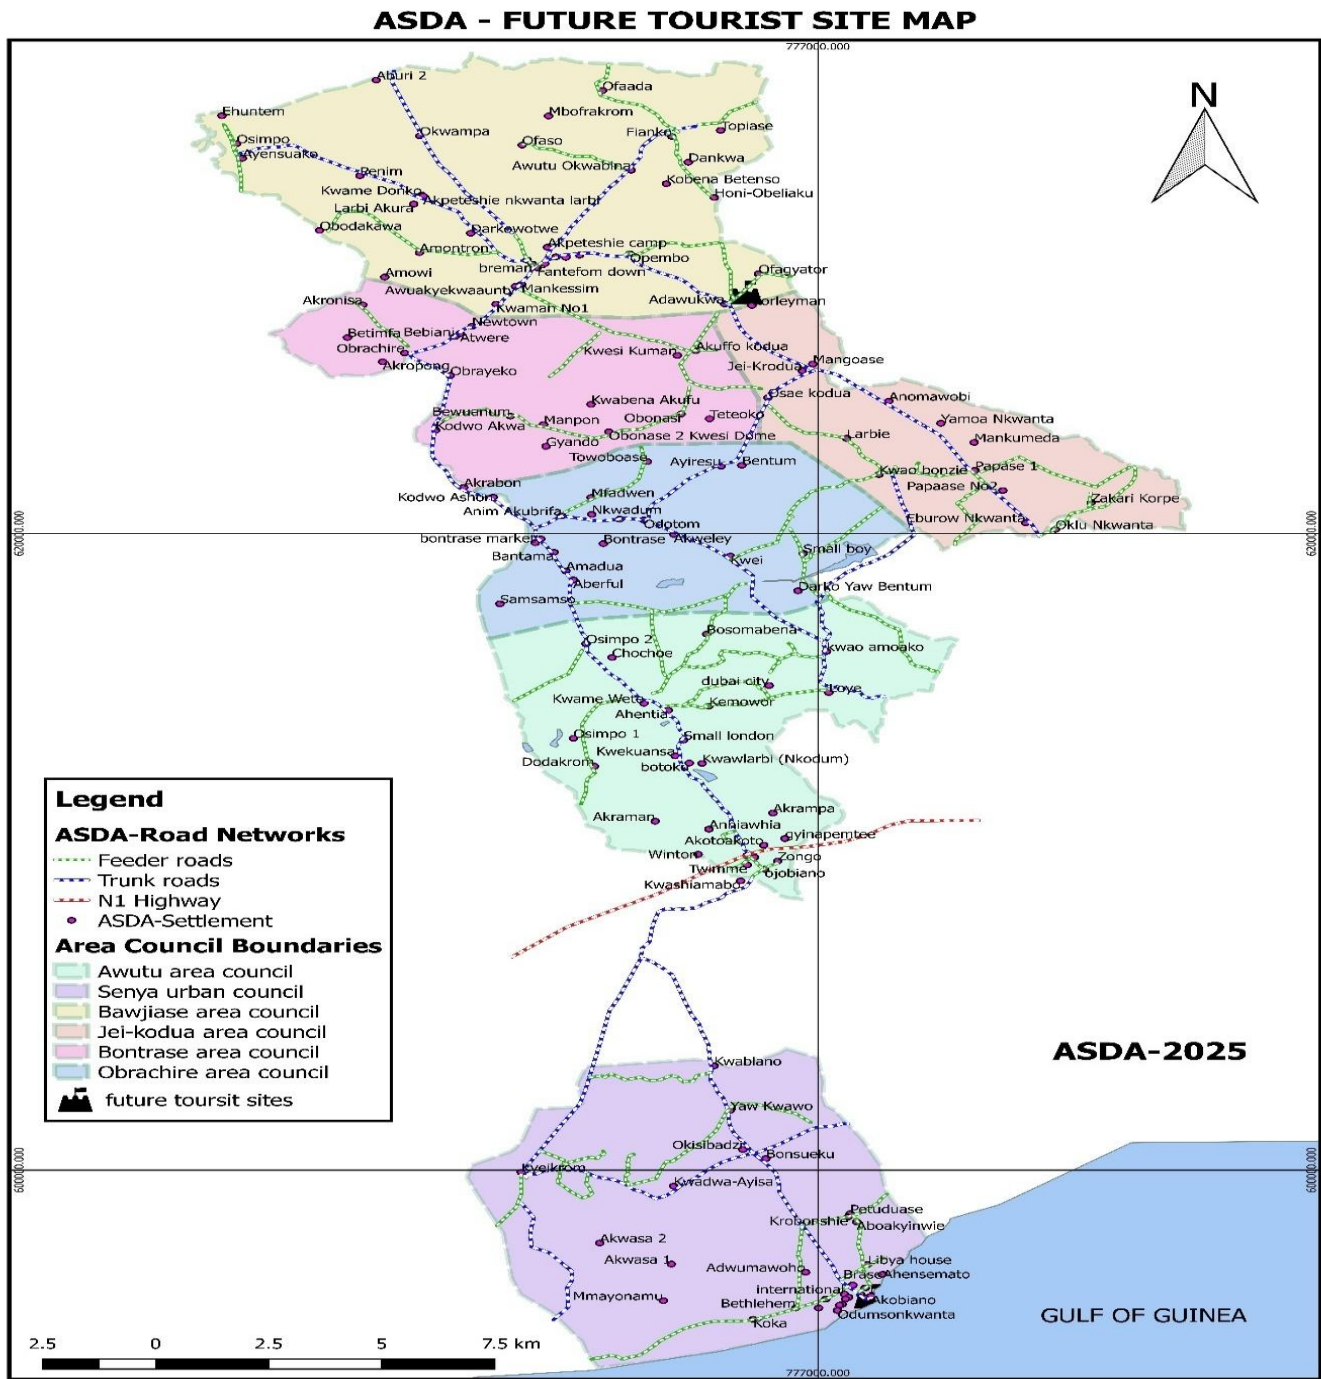 ASDA - FUTURE TOURIST SITE MAP
777000.000
N
Aburi 2
Ofaada
Ehuntem
Mbofrakrom
Osimpo
Okwampa
Fianko
Topiase
Ayensuako
Ofaso
Dankwa
Penim
Awutu Okwabina
Kobena Betenso
Kwame Donko
Akpeteshie nkwanta larbi
Honi-Obeliaku
Larbi Akura
Obodakawa
Darkowotwe
Amontrom
Akpeteshie camp
Opembo
breman
Fantefom down
Ofagyator
Amowi
Awuakyekwaaunty
Mankessim
Akronisa
Kwaman No1
Adawukwa
orleyman
Newtown
Betimfa
Bebiani
Atwere
Obrachire
Akuffo kodua
Kwesi Kuman
Akropong
Mangoase
Jei-Krodua
Obrayeko
Osae kodua
Anomawobi
Kwabena Akufu
Bewuanum
Manpon
Obonasi
Teteoko
Yamoa Nkwanta
Kodwo Akwa
Obonase 2 Kwesi Dome
Larbie
Mankumeda
Gyando
Towoboase
Ayiresu
Bentum
Kwao bonzie
Papase 1
Akrabon
Papaase No2
Kodwo Ashon
Mfadwen
Zakari Korpe
Anim Akubrifa
Nkwadum
Odotom
Eburow Nkwanta
Oklu Nkwanta
620000.000
620000.000
bontrase market
Bontrase
Akweley
Bantama
Kwei
Small boy
Amadua
Aberful
Darko Yaw Bentum
Samsamso
Osimpo 2
Bosomabena
Chochoe
kwao amoako
dubai city
Loye
Kwame Wete
Kemowor
Ahentia
Osimpo 1
Small london
Kwekuansa
Dodakrom
botoku
Kwawlarbi (Nkodum)
Akrampa
Akraman
Anniawhia
gyinapemtee
Akotoakoto
Winton
Zongo
Twimme
ojobiano
Kwashiamabo
Legend
ASDA-Road Networks
Feeder roads
Trunk roads
N1 Highway
ASDA-Settlement
Area Council Boundaries
Awutu area council
Senya urban council
Bawjiase area council
Jei-kodua area council
Bontrase area council
Obrachire area council
future toursit sites
ASDA-2025
Kwablano
Yaw Kwawo
Okisibadzi
Bonsueku
600000.000
Kyeikrom
600000.000
Kwadwa-Ayisa
Petuduase
Krobonshie
Aboakyinwie
Akwasa 2
Akwasa 1
Libya house
Adwumawoho
Brase
Ahensemato
international
Mmayonamu
Bethlehem
Akobiano
Odumsonkwanta
Koka
GULF OF GUINEA
2.5
0
2.5
5
7.5 km
777000.000